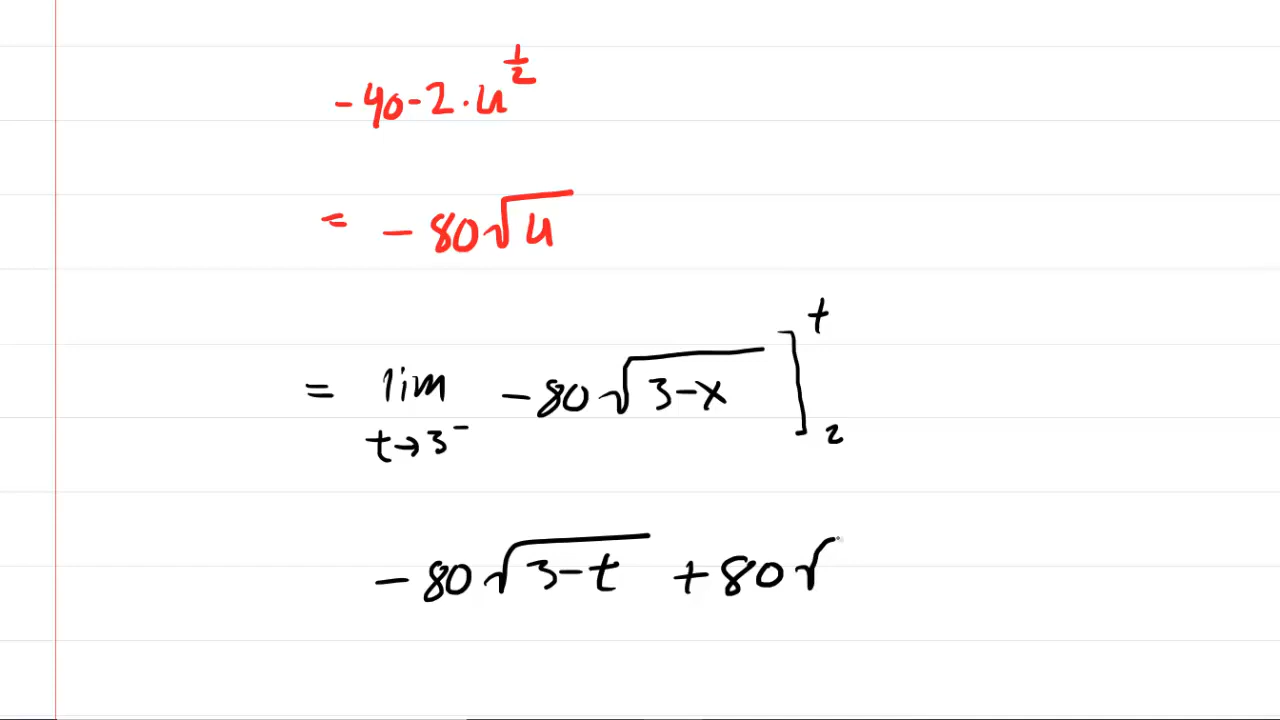 -40-2·u^{1/2}
= -80√u
= lim_{t→3^-} -80√(3-x) ]_2^t
-80√(3-t) +80√